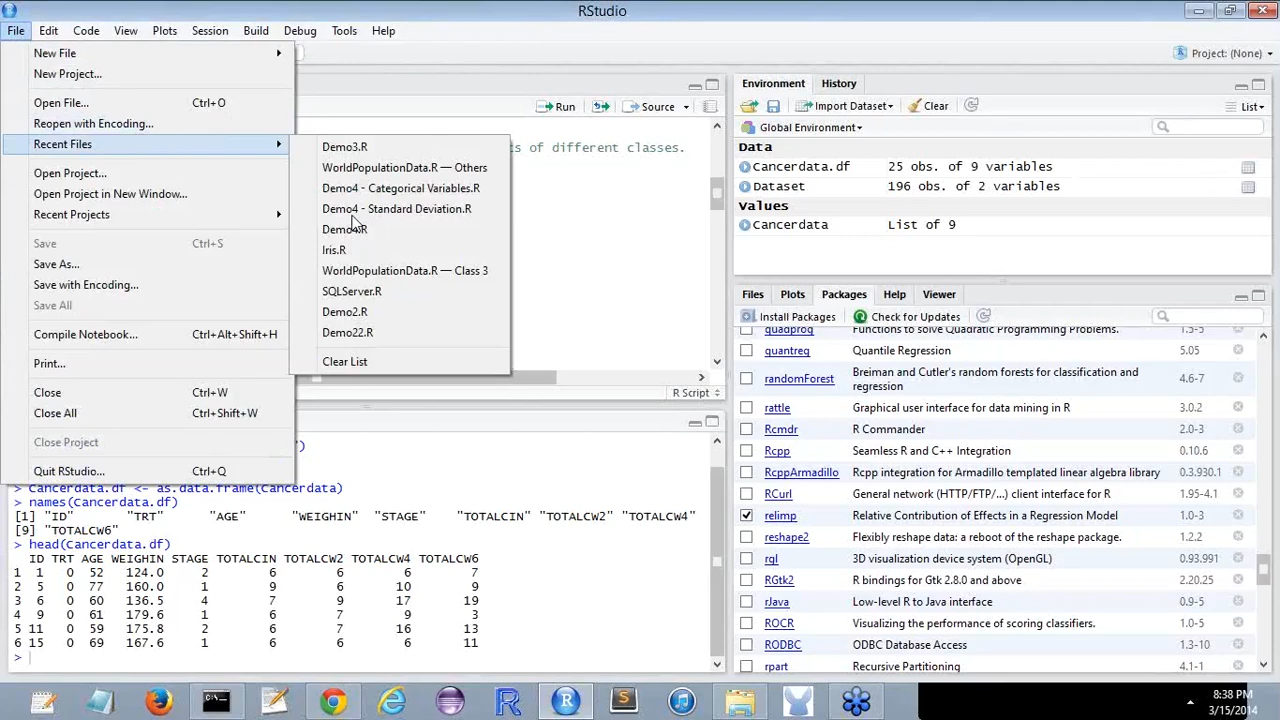 RStudio
File Edit Code View Plots Session Build Debug Tools Help
Project: (None)
New File
New Project...
Open File... Ctrl+O
Reopen with Encoding...
Recent Files
Open Project...
Open Project in New Window...
Recent Projects
Save Ctrl+S
Save As...
Save with Encoding...
Save All
Compile Notebook... Ctrl+Alt+Shift+H
Print...
Close Ctrl+W
Close All Ctrl+Shift+W
Close Project
Quit RStudio... Ctrl+Q
Demo3.R
WorldPopulationData.R — Others
Demo4 - Categorical Variables.R
Demo4 - Standard Deviation.R
Demo4.R
Iris.R
WorldPopulationData.R — Class 3
SQLServer.R
Demo2.R
Demo22.R
Clear List
Run Source
s of different classes.
R Script
")
> Cancerdata.df <- as.data.frame(Cancerdata)
> names(Cancerdata.df)
[1] "ID" "TRT" "AGE" "WEIGHIN" "STAGE" "TOTALCIN" "TOTALCW2" "TOTALCW4"
[9] "TOTALCW6"
> head(Cancerdata.df)
ID TRT AGE WEIGHIN STAGE TOTALCIN TOTALCW2 TOTALCW4 TOTALCW6
1 1 0 52 124.0 2 6 6 6 7
2 5 0 77 160.0 1 9 6 10 9
3 6 0 60 136.5 4 7 9 17 19
4 9 0 61 179.6 1 6 7 9 3
5 11 0 59 175.8 2 6 7 16 13
6 15 0 69 167.6 1 6 6 6 11
>
Environment History
Import Dataset Clear List
Global Environment
Data
Cancerdata.df 25 obs. of 9 variables
Dataset 196 obs. of 2 variables
Values
Cancerdata List of 9
Files Plots Packages Help Viewer
Install Packages Check for Updates
quadprog Functions to solve Quadratic Programming Problems. 1.5-5
quantreg Quantile Regression 5.05
randomForest Breiman and Cutler's random forests for classification and regression 4.6-7
rattle Graphical user interface for data mining in R 3.0.2
Rcmdr R Commander 2.0-3
Rcpp Seamless R and C++ Integration 0.10.6
RcppArmadillo Rcpp integration for Armadillo templated linear algebra library 0.3.930.1
RCurl General network (HTTP/FTP/...) client interface for R 1.95-4.1
relimp Relative Contribution of Effects in a Regression Model 1.0-3
reshape2 Flexibly reshape data: a reboot of the reshape package. 1.2.2
rgl 3D visualization device system (OpenGL) 0.93.991
RGtk2 R bindings for Gtk 2.8.0 and above 2.20.25
rJava Low-level R to Java interface 0.9-5
ROCR Visualizing the performance of scoring classifiers. 1.0-5
RODBC ODBC Database Access 1.3-10
rpart Recursive Partitioning 4.1-1
8:38 PM
3/15/2014